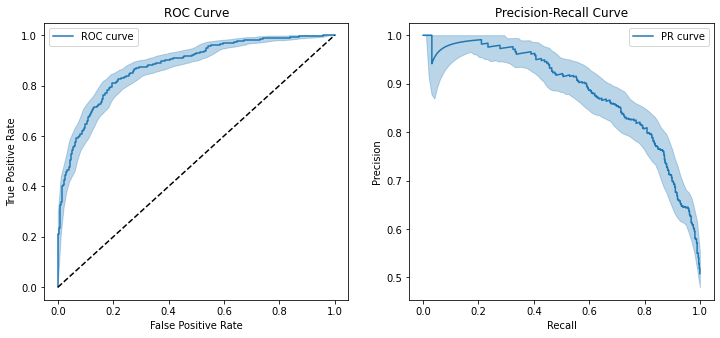 ROC Curve
ROC curve
True Positive Rate
1.0
0.8
0.6
0.4
0.2
0.0
0.0 0.2 0.4 0.6 0.8 1.0
False Positive Rate
Precision-Recall Curve
PR curve
Precision
1.0
0.9
0.8
0.7
0.6
0.5
0.0 0.2 0.4 0.6 0.8 1.0
Recall